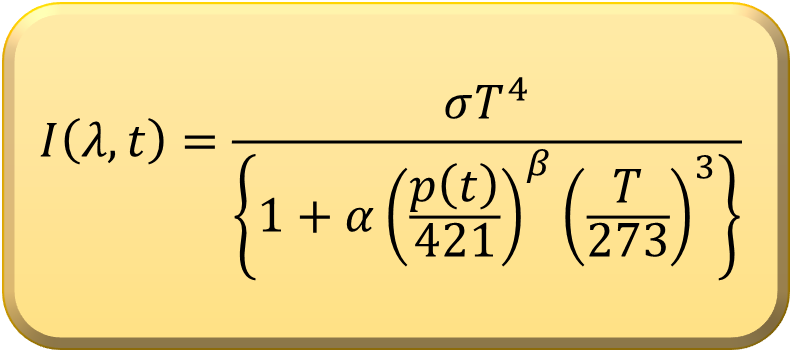 I(λ, t) = σT⁴ / {1 + α (p(t)/421)^β (T/273)³}